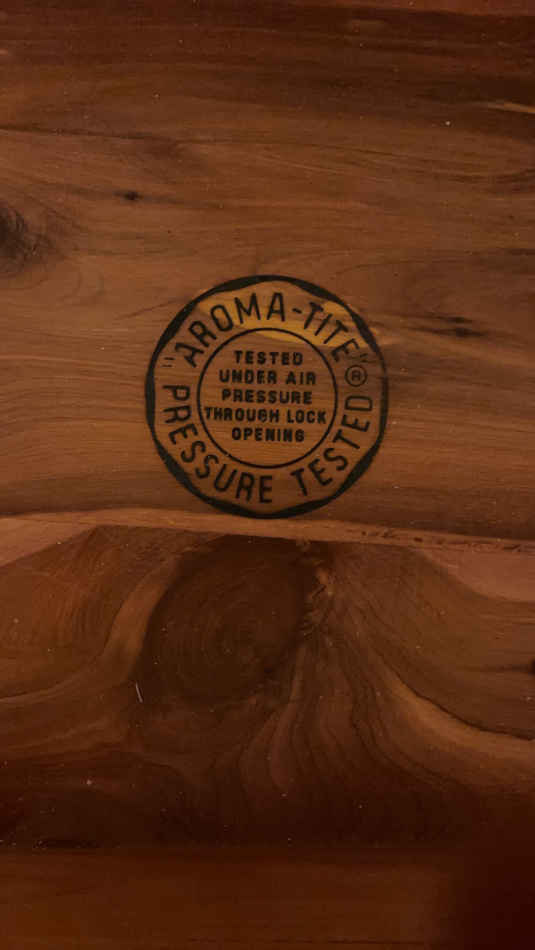 "AROMA-TITE" ®
TESTED
UNDER AIR
PRESSURE
THROUGH LOCK
OPENING
PRESSURE TESTED